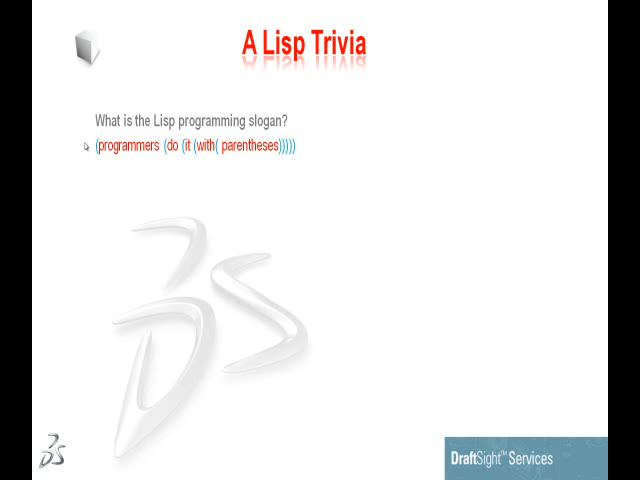 A Lisp Trivia
What is the Lisp programming slogan?
(programmers (do (it (with( parentheses)))))
DraftSight™ Services